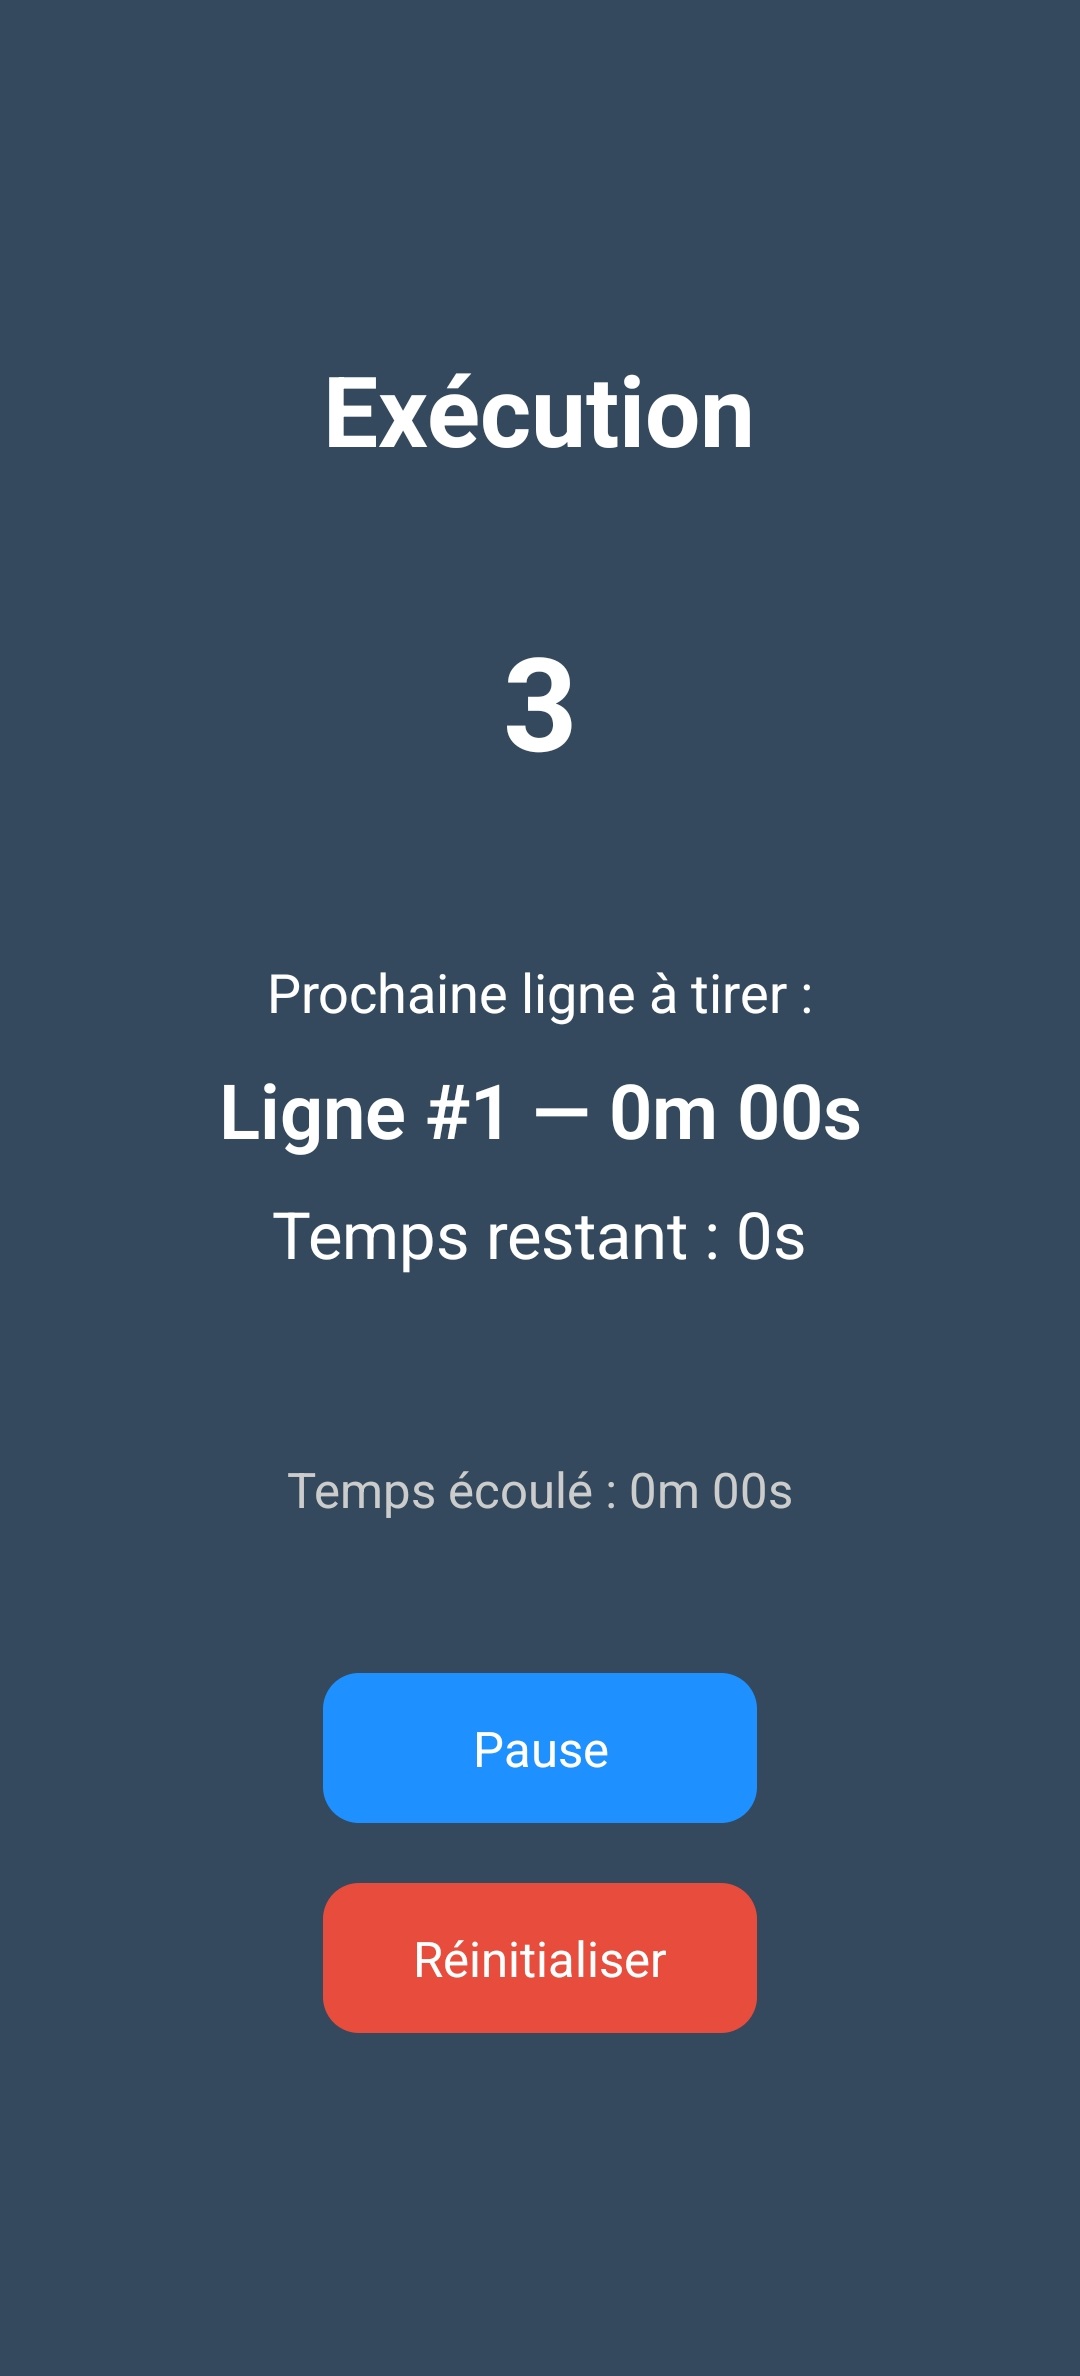 Exécution
3
Prochaine ligne à tirer :
Ligne #1 — 0m 00s
Temps restant : 0s
Temps écoulé : 0m 00s
Pause
Réinitialiser